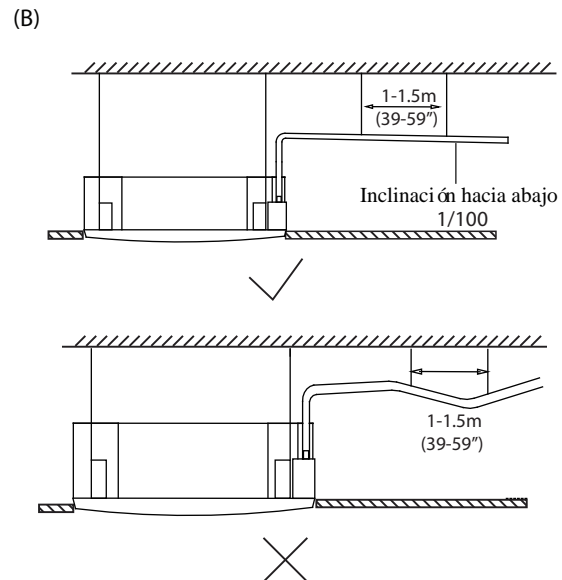 (B)
1-1.5m
(39-59")
Inclinación hacia abajo
1/100
1-1.5m
(39-59")